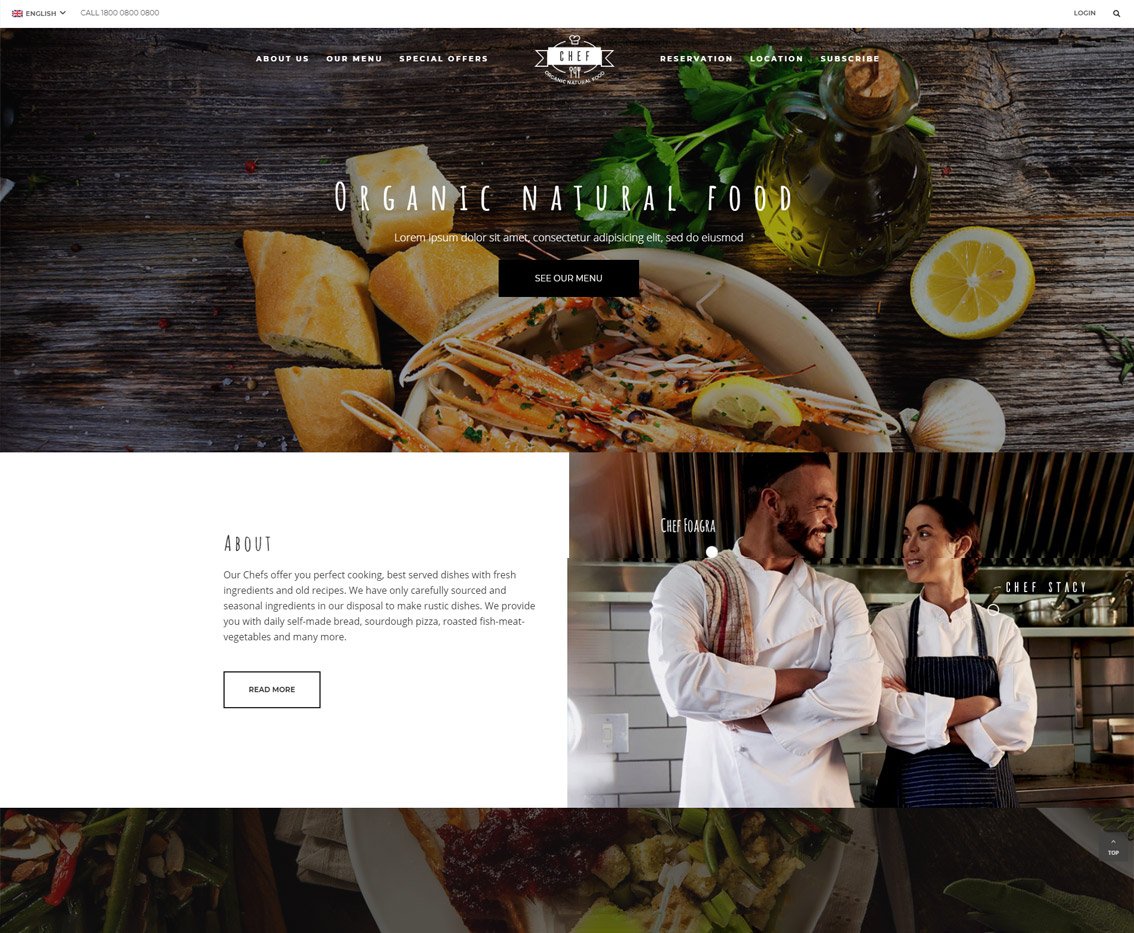 ENGLISH CALL 1800 0800 0800 LOGIN
ABOUT US OUR MENU SPECIAL OFFERS CHEF RESERVATION LOCATION SUBSCRIBE
ORGANIC NATURAL FOOD
Organic natural food
Lorem ipsum dolor sit amet, consectetur adipisicing elit, sed do eiusmod
SEE OUR MENU
About
Our Chefs offer you perfect cooking, best served dishes with fresh
ingredients and old recipes. We have only carefully sourced and
seasonal ingredients in our disposal to make rustic dishes. We provide
you with daily self-made bread, sourdough pizza, roasted fish-meat-
vegetables and many more.
READ MORE
Chef Foagra
CHEF STACY
TOP